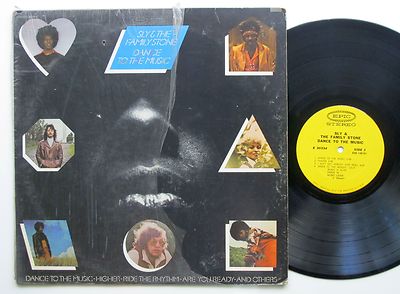 SLY & THE
FAMILY STONE
DANCE
TO THE MUSIC
DANCE TO THE MUSIC·HIGHER·RIDE THE RHYTHM·ARE YOU READY·AND OTHERS
EPIC
STEREO
SLY &
THE FAMILY STONE
DANCE TO THE MUSIC
SIDE 1